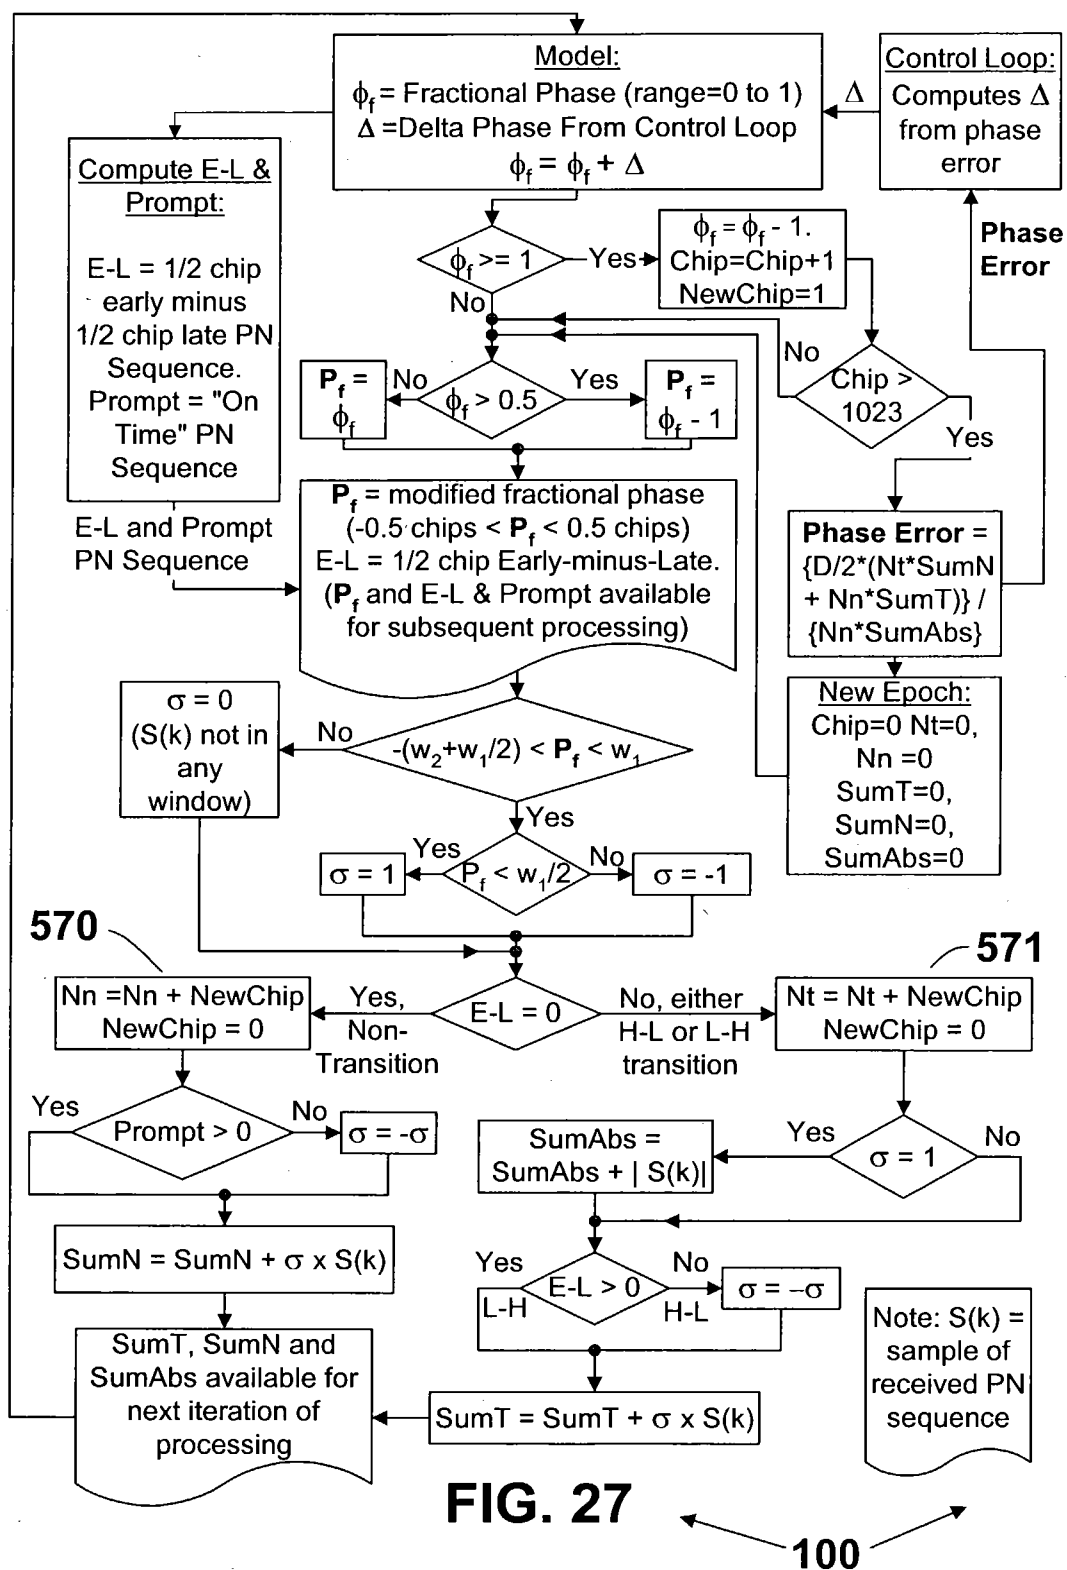 Model:
ϕf = Fractional Phase (range=0 to 1)
Δ =Delta Phase From Control Loop
ϕf = ϕf + Δ
Δ
Control Loop:
Computes Δ
from phase
error
Compute E-L &
Prompt:
E-L = 1/2 chip
early minus
1/2 chip late PN
Sequence.
Prompt = "On
Time" PN
Sequence
ϕf >= 1
Yes
No
ϕf = ϕf - 1.
Chip=Chip+1
NewChip=1
Phase
Error
Chip >
1023
No
Yes
Pf =
ϕf
No
ϕf > 0.5
Yes
Pf =
ϕf - 1
E-L and Prompt
PN Sequence
Pf = modified fractional phase
(-0.5 chips < Pf < 0.5 chips)
E-L = 1/2 chip Early-minus-Late.
(Pf and E-L & Prompt available
for subsequent processing)
Phase Error =
{D/2*(Nt*SumN
+ Nn*SumT)} /
{Nn*SumAbs}
New Epoch:
Chip=0 Nt=0,
Nn =0
SumT=0,
SumN=0,
SumAbs=0
σ = 0
(S(k) not in
any
window)
No
-(w2+w1/2) < Pf < w1
Yes
σ = 1
Yes
Pf < w1/2
No
σ = -1
570
571
Nn =Nn + NewChip
NewChip = 0
Yes,
Non-
Transition
E-L = 0
No, either
H-L or L-H
transition
Nt = Nt + NewChip
NewChip = 0
Yes
Prompt > 0
No
σ = -σ
SumAbs =
SumAbs + | S(k)|
Yes
σ = 1
No
SumN = SumN + σ x S(k)
Yes
L-H
E-L > 0
No
H-L
σ = -σ
SumT, SumN and
SumAbs available for
next iteration of
processing
SumT = SumT + σ x S(k)
Note: S(k) =
sample of
received PN
sequence
FIG. 27
100